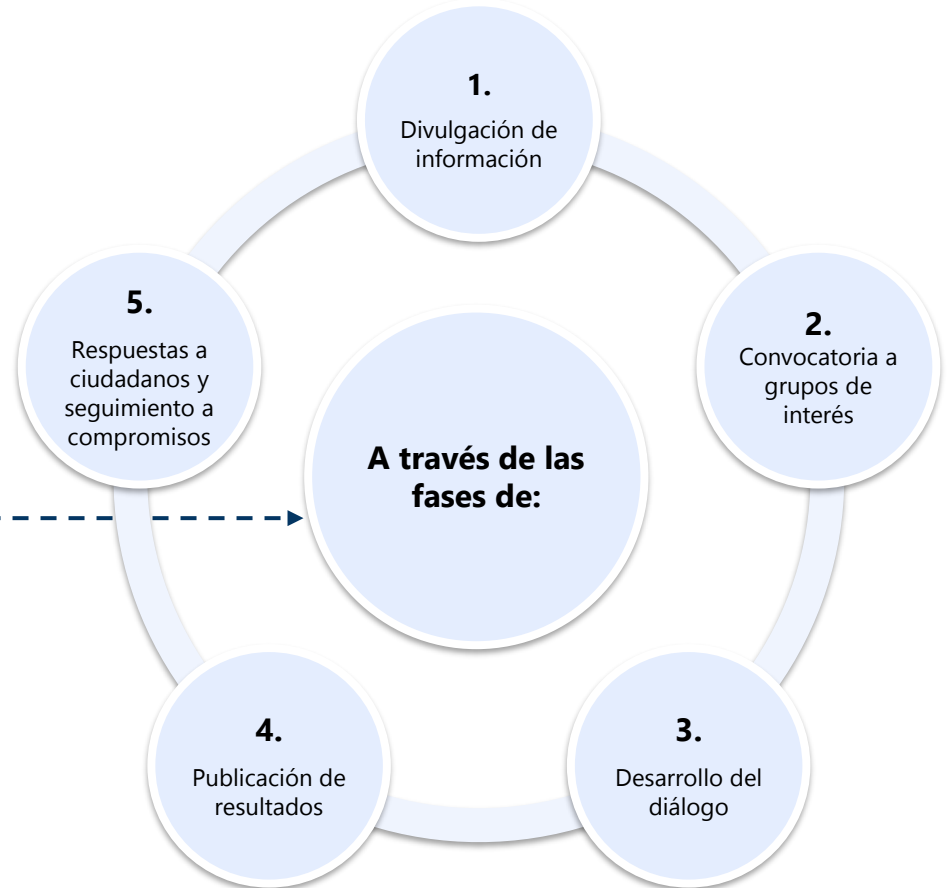 1.
Divulgación de
información
2.
Convocatoria a
grupos de
interés
3.
Desarrollo del
diálogo
4.
Publicación de
resultados
5.
Respuestas a
ciudadanos y
seguimiento a
compromisos
A través de las
fases de: